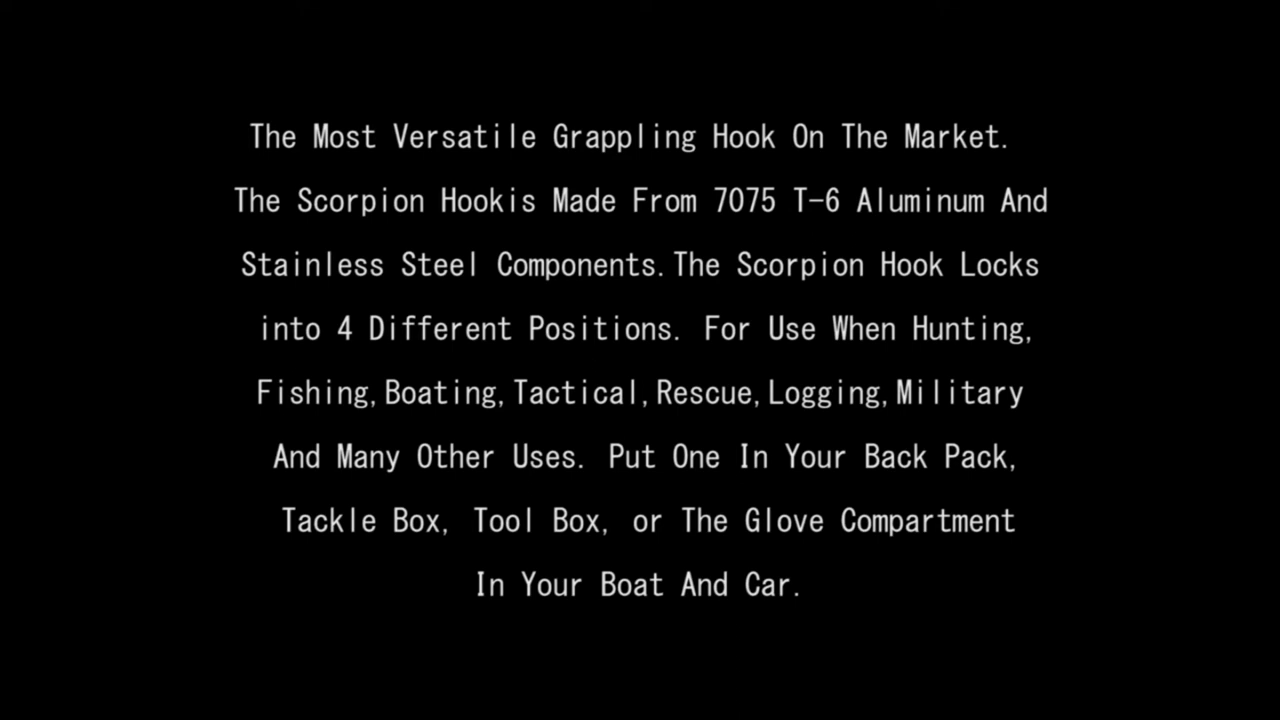 The Most Versatile Grappling Hook On The Market.
The Scorpion Hookis Made From 7075 T-6 Aluminum And
Stainless Steel Components.The Scorpion Hook Locks
into 4 Different Positions. For Use When Hunting,
Fishing,Boating,Tactical,Rescue,Logging,Military
And Many Other Uses. Put One In Your Back Pack,
Tackle Box, Tool Box, or The Glove Compartment
In Your Boat And Car.